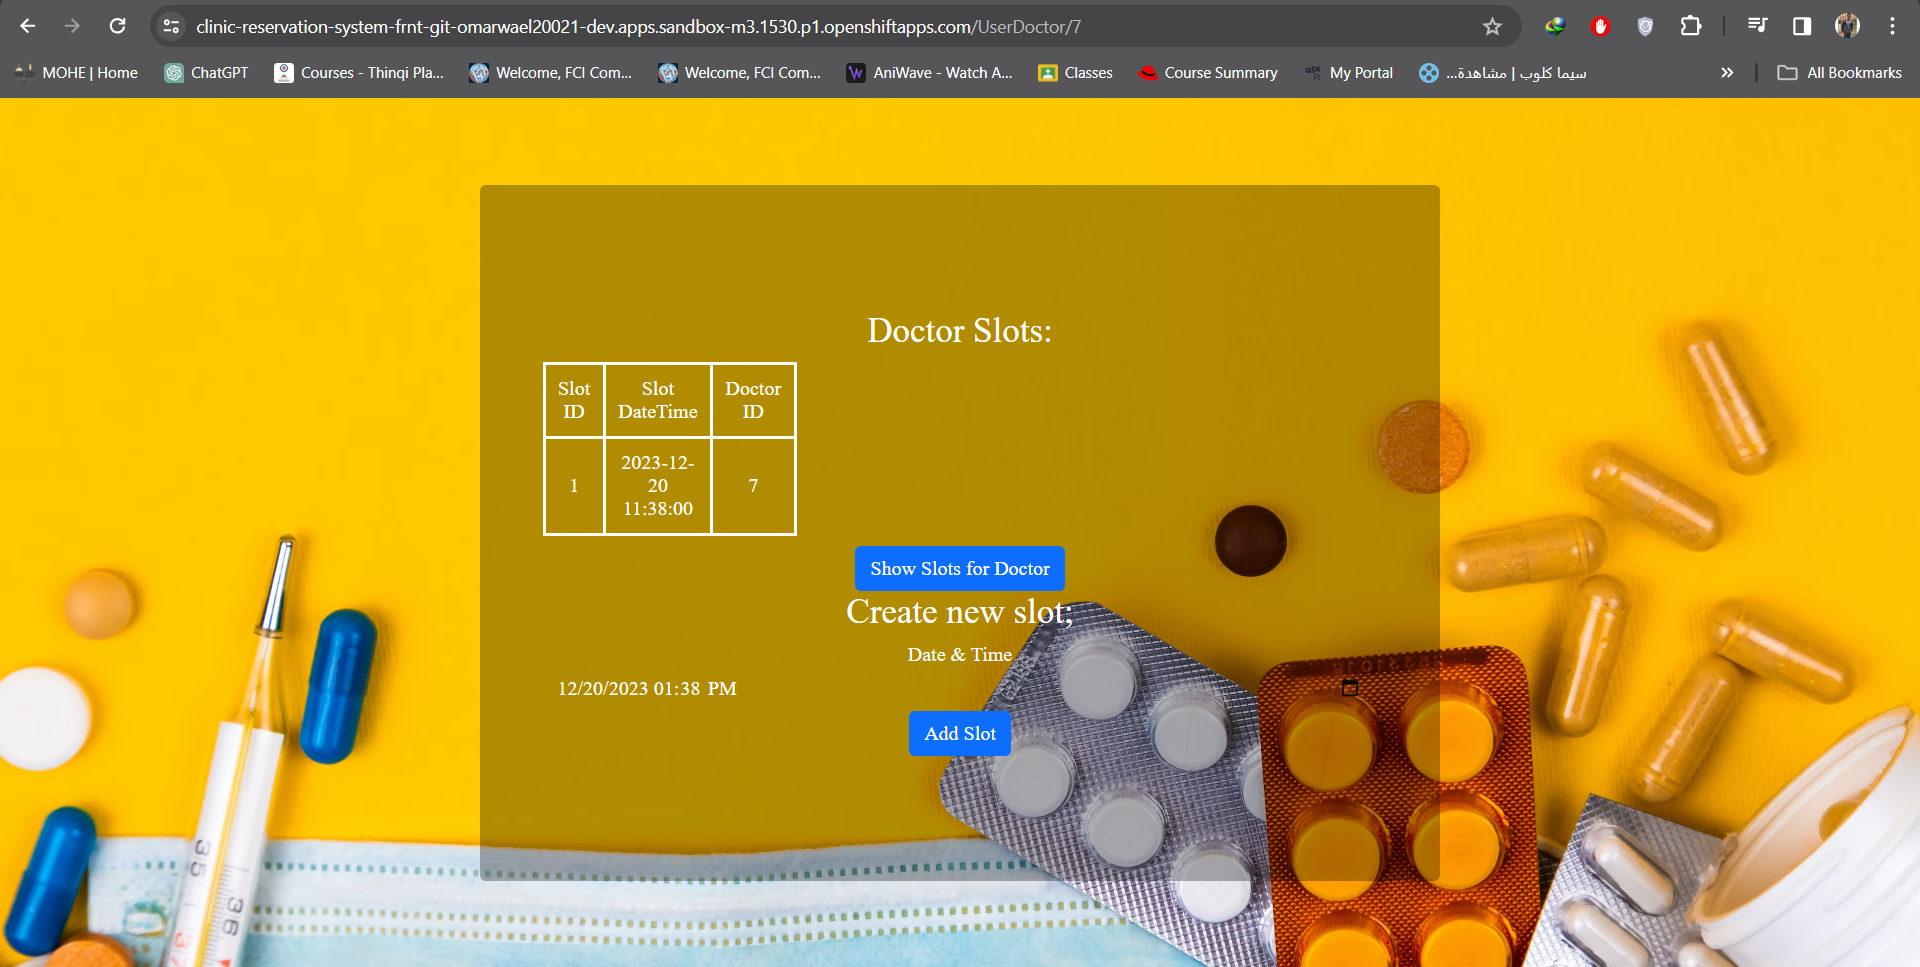 clinic-reservation-system-frnt-git-omarwael20021-dev.apps.sandbox-m3.1530.p1.openshiftapps.com/UserDoctor/7
MOHE | Home ChatGPT Courses - Thinqi Pla... Welcome, FCI Com... Welcome, FCI Com... AniWave - Watch A... Classes Course Summary My Portal سيما كلوب | مشاهدة... » All Bookmarks
Doctor Slots:
Slot ID
Slot DateTime
Doctor ID
1
2023-12-
20
11:38:00
7
Show Slots for Doctor
Create new slot;
Date & Time
12/20/2023 01:38 PM
Add Slot
35
36
37